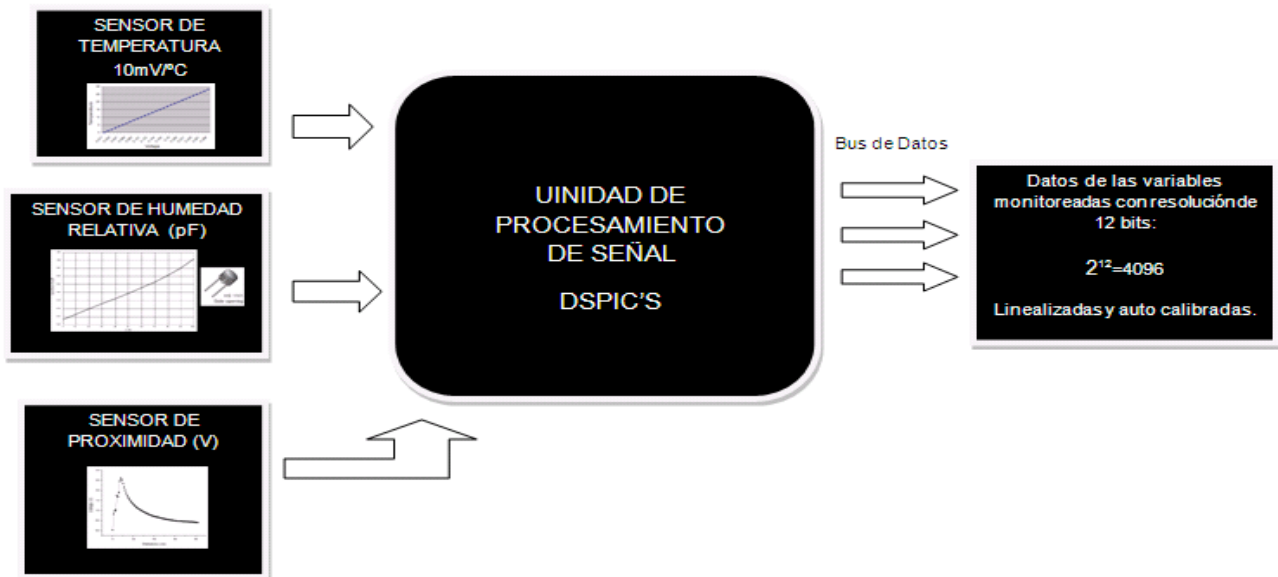 SENSOR DE
TEMPERATURA
10mV/ºC
SENSOR DE HUMEDAD
RELATIVA (pF)
SENSOR DE
PROXIMIDAD (V)
UINIDAD DE
PROCESAMIENTO
DE SEÑAL
DSPIC'S
Bus de Datos
Datos de las variables
monitoreadas con resolución de
12 bits:
2¹²=4096
Linealizadas y auto calibradas.